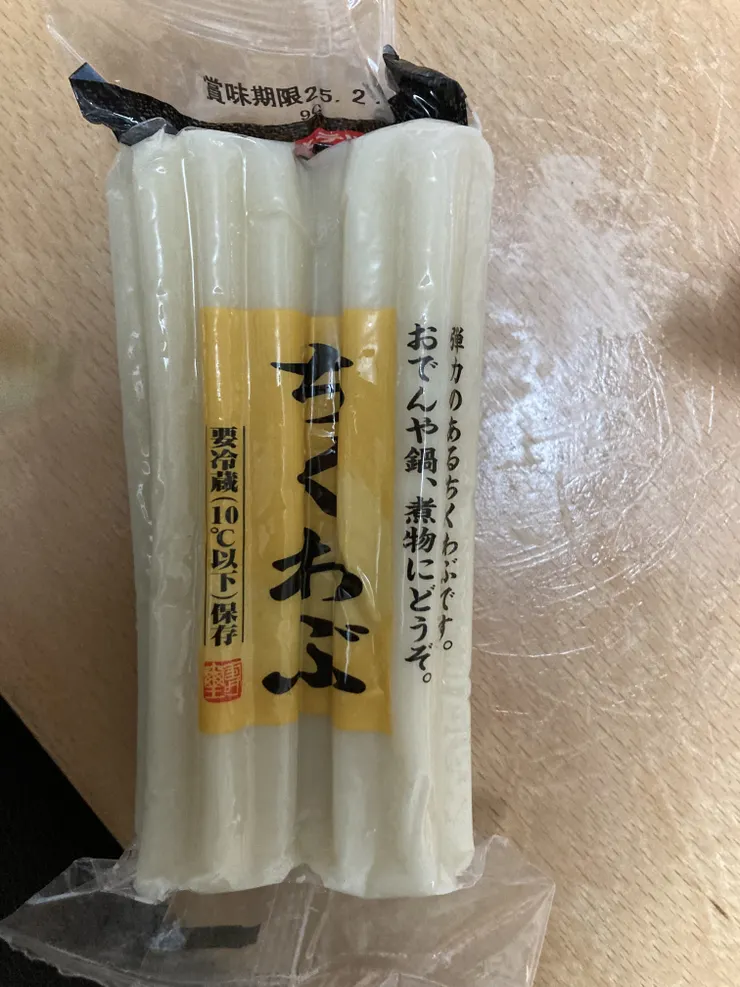 賞味期限25.2.
弾力のあるちくわぶです。
おでんや鍋、煮物にどうぞ。
ちくわぶ
要冷蔵(10℃以下)保存